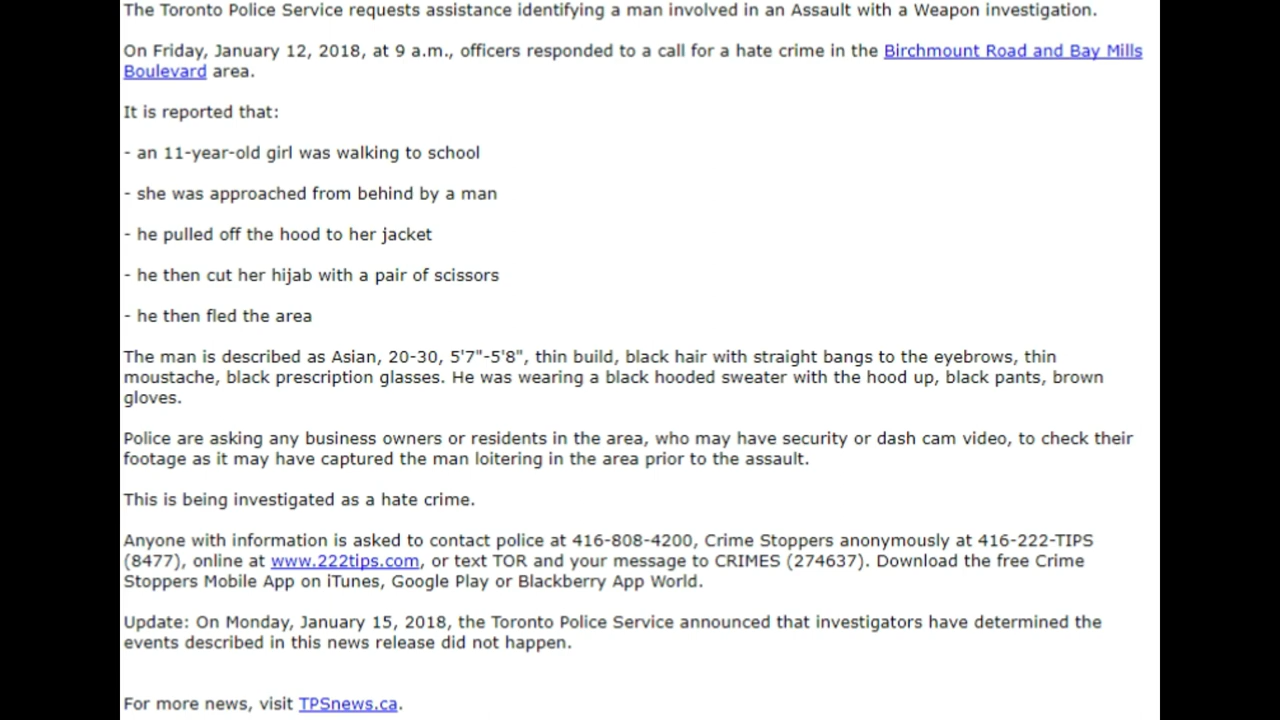 The Toronto Police Service requests assistance identifying a man involved in an Assault with a Weapon investigation.
On Friday, January 12, 2018, at 9 a.m., officers responded to a call for a hate crime in the Birchmount Road and Bay Mills
Boulevard area.
It is reported that:
- an 11-year-old girl was walking to school
- she was approached from behind by a man
- he pulled off the hood to her jacket
- he then cut her hijab with a pair of scissors
- he then fled the area
The man is described as Asian, 20-30, 5'7"-5'8", thin build, black hair with straight bangs to the eyebrows, thin
moustache, black prescription glasses. He was wearing a black hooded sweater with the hood up, black pants, brown
gloves.
Police are asking any business owners or residents in the area, who may have security or dash cam video, to check their
footage as it may have captured the man loitering in the area prior to the assault.
This is being investigated as a hate crime.
Anyone with information is asked to contact police at 416-808-4200, Crime Stoppers anonymously at 416-222-TIPS
(8477), online at www.222tips.com, or text TOR and your message to CRIMES (274637). Download the free Crime
Stoppers Mobile App on iTunes, Google Play or Blackberry App World.
Update: On Monday, January 15, 2018, the Toronto Police Service announced that investigators have determined the
events described in this news release did not happen.
For more news, visit TPSnews.ca.